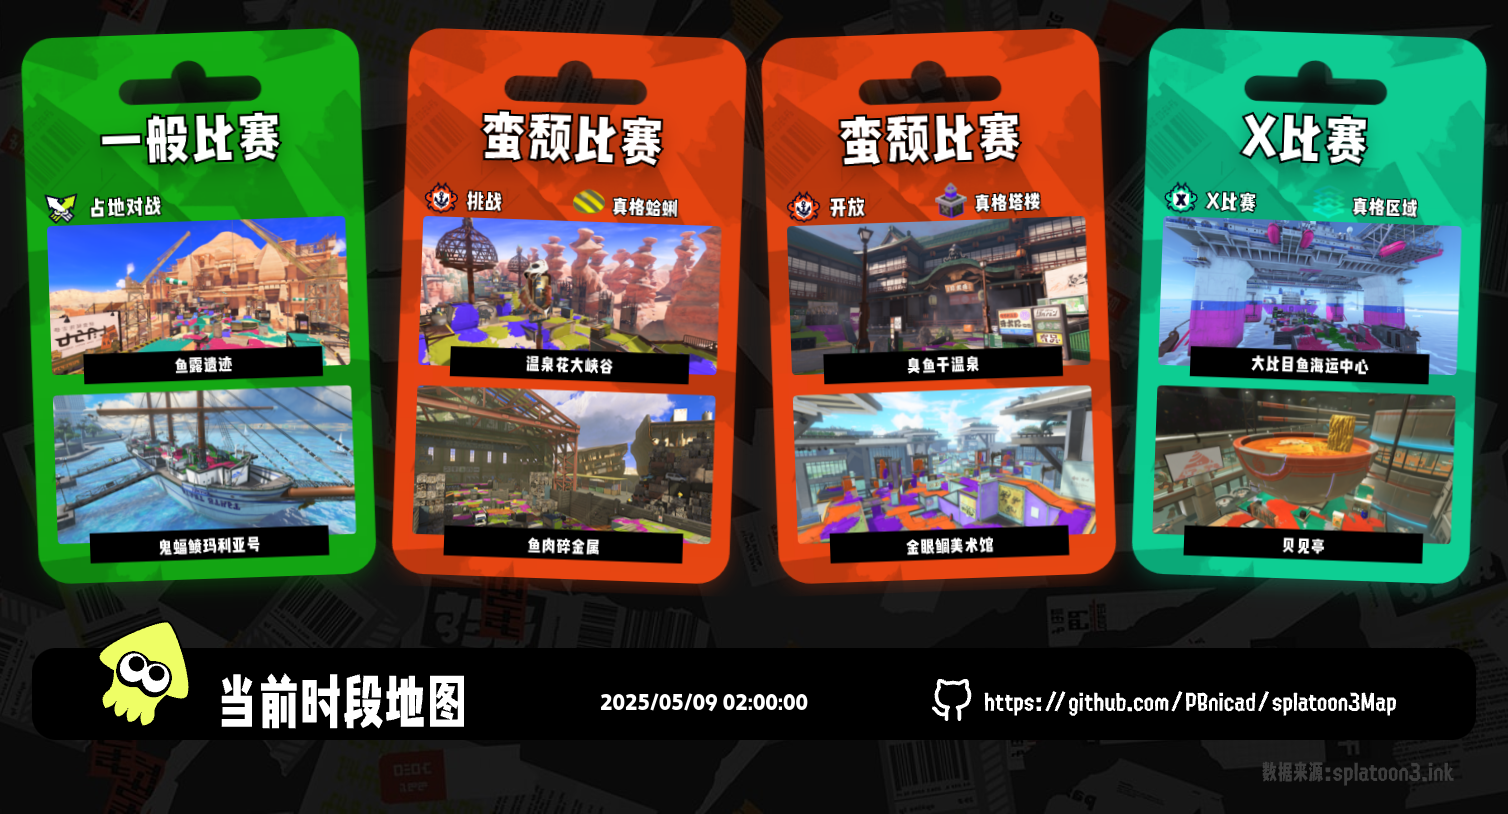 一般比赛
占地对战
鱼露遗迹
鬼蝠鲼玛利亚号
蛮颓比赛
挑战
真格蛤蜊
温泉花大峡谷
鱼肉碎金属
蛮颓比赛
开放
真格塔楼
臭鱼干温泉
金眼鲷美术馆
X比赛
X比赛
真格区域
大比目鱼海运中心
贝见亭
当前时段地图
2025/05/09 02:00:00
https://github.com/PBnicad/splatoon3Map
数据来源:splatoon3.ink